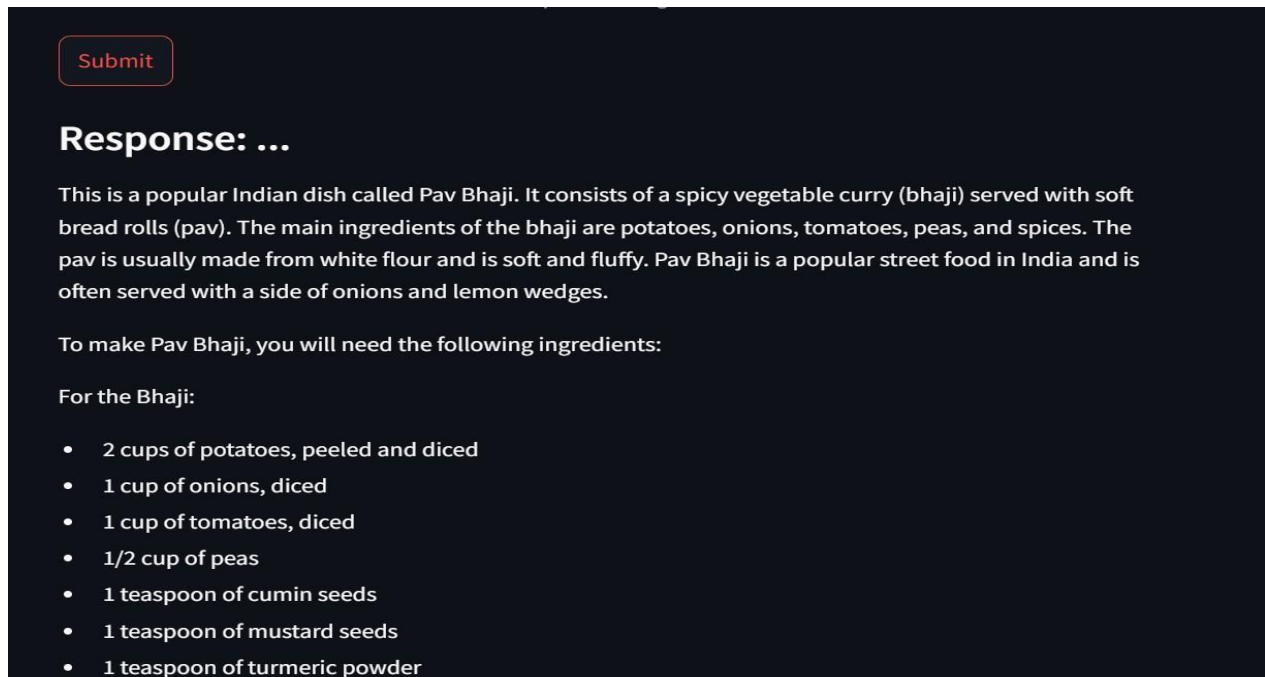 Submit
Response: ...
This is a popular Indian dish called Pav Bhaji. It consists of a spicy vegetable curry (bhaji) served with soft
bread rolls (pav). The main ingredients of the bhaji are potatoes, onions, tomatoes, peas, and spices. The
pav is usually made from white flour and is soft and fluffy. Pav Bhaji is a popular street food in India and is
often served with a side of onions and lemon wedges.
To make Pav Bhaji, you will need the following ingredients:
For the Bhaji:
• 2 cups of potatoes, peeled and diced
• 1 cup of onions, diced
• 1 cup of tomatoes, diced
• 1/2 cup of peas
• 1 teaspoon of cumin seeds
• 1 teaspoon of mustard seeds
• 1 teaspoon of turmeric powder